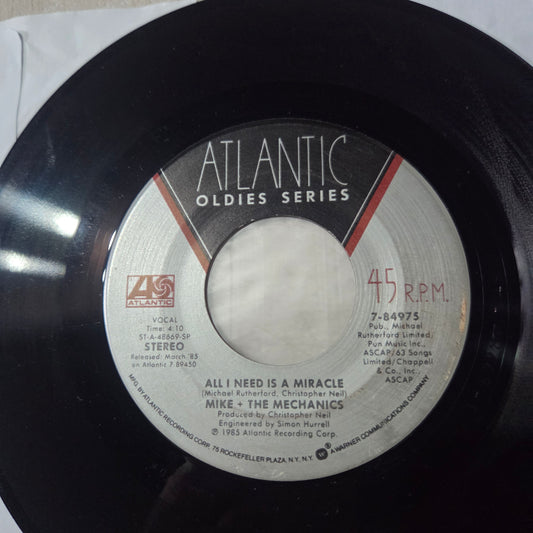 ATLANTIC
OLDIES SERIES
ATLANTIC
VOCAL
Time: 4:10
ST-A-48669-SP
STEREO
Released: March '85
on Atlantic 7 89450
45 R.P.M.
7-84975
Pub., Michael
Rutherford Limited/
Pun Music Inc.,
ASCAP/63 Songs
Limited/Chappell
& Co., Inc.,
ASCAP
ALL I NEED IS A MIRACLE
(Michael Rutherford, Christopher Neil)
MIKE + THE MECHANICS
Produced by Christopher Neil
Engineered by Simon Hurrell
℗ 1985 Atlantic Recording Corp.
MFG. BY ATLANTIC RECORDING CORP. 75 ROCKEFELLER PLAZA, N.Y., N.Y. W ® A WARNER COMMUNICATIONS COMPANY